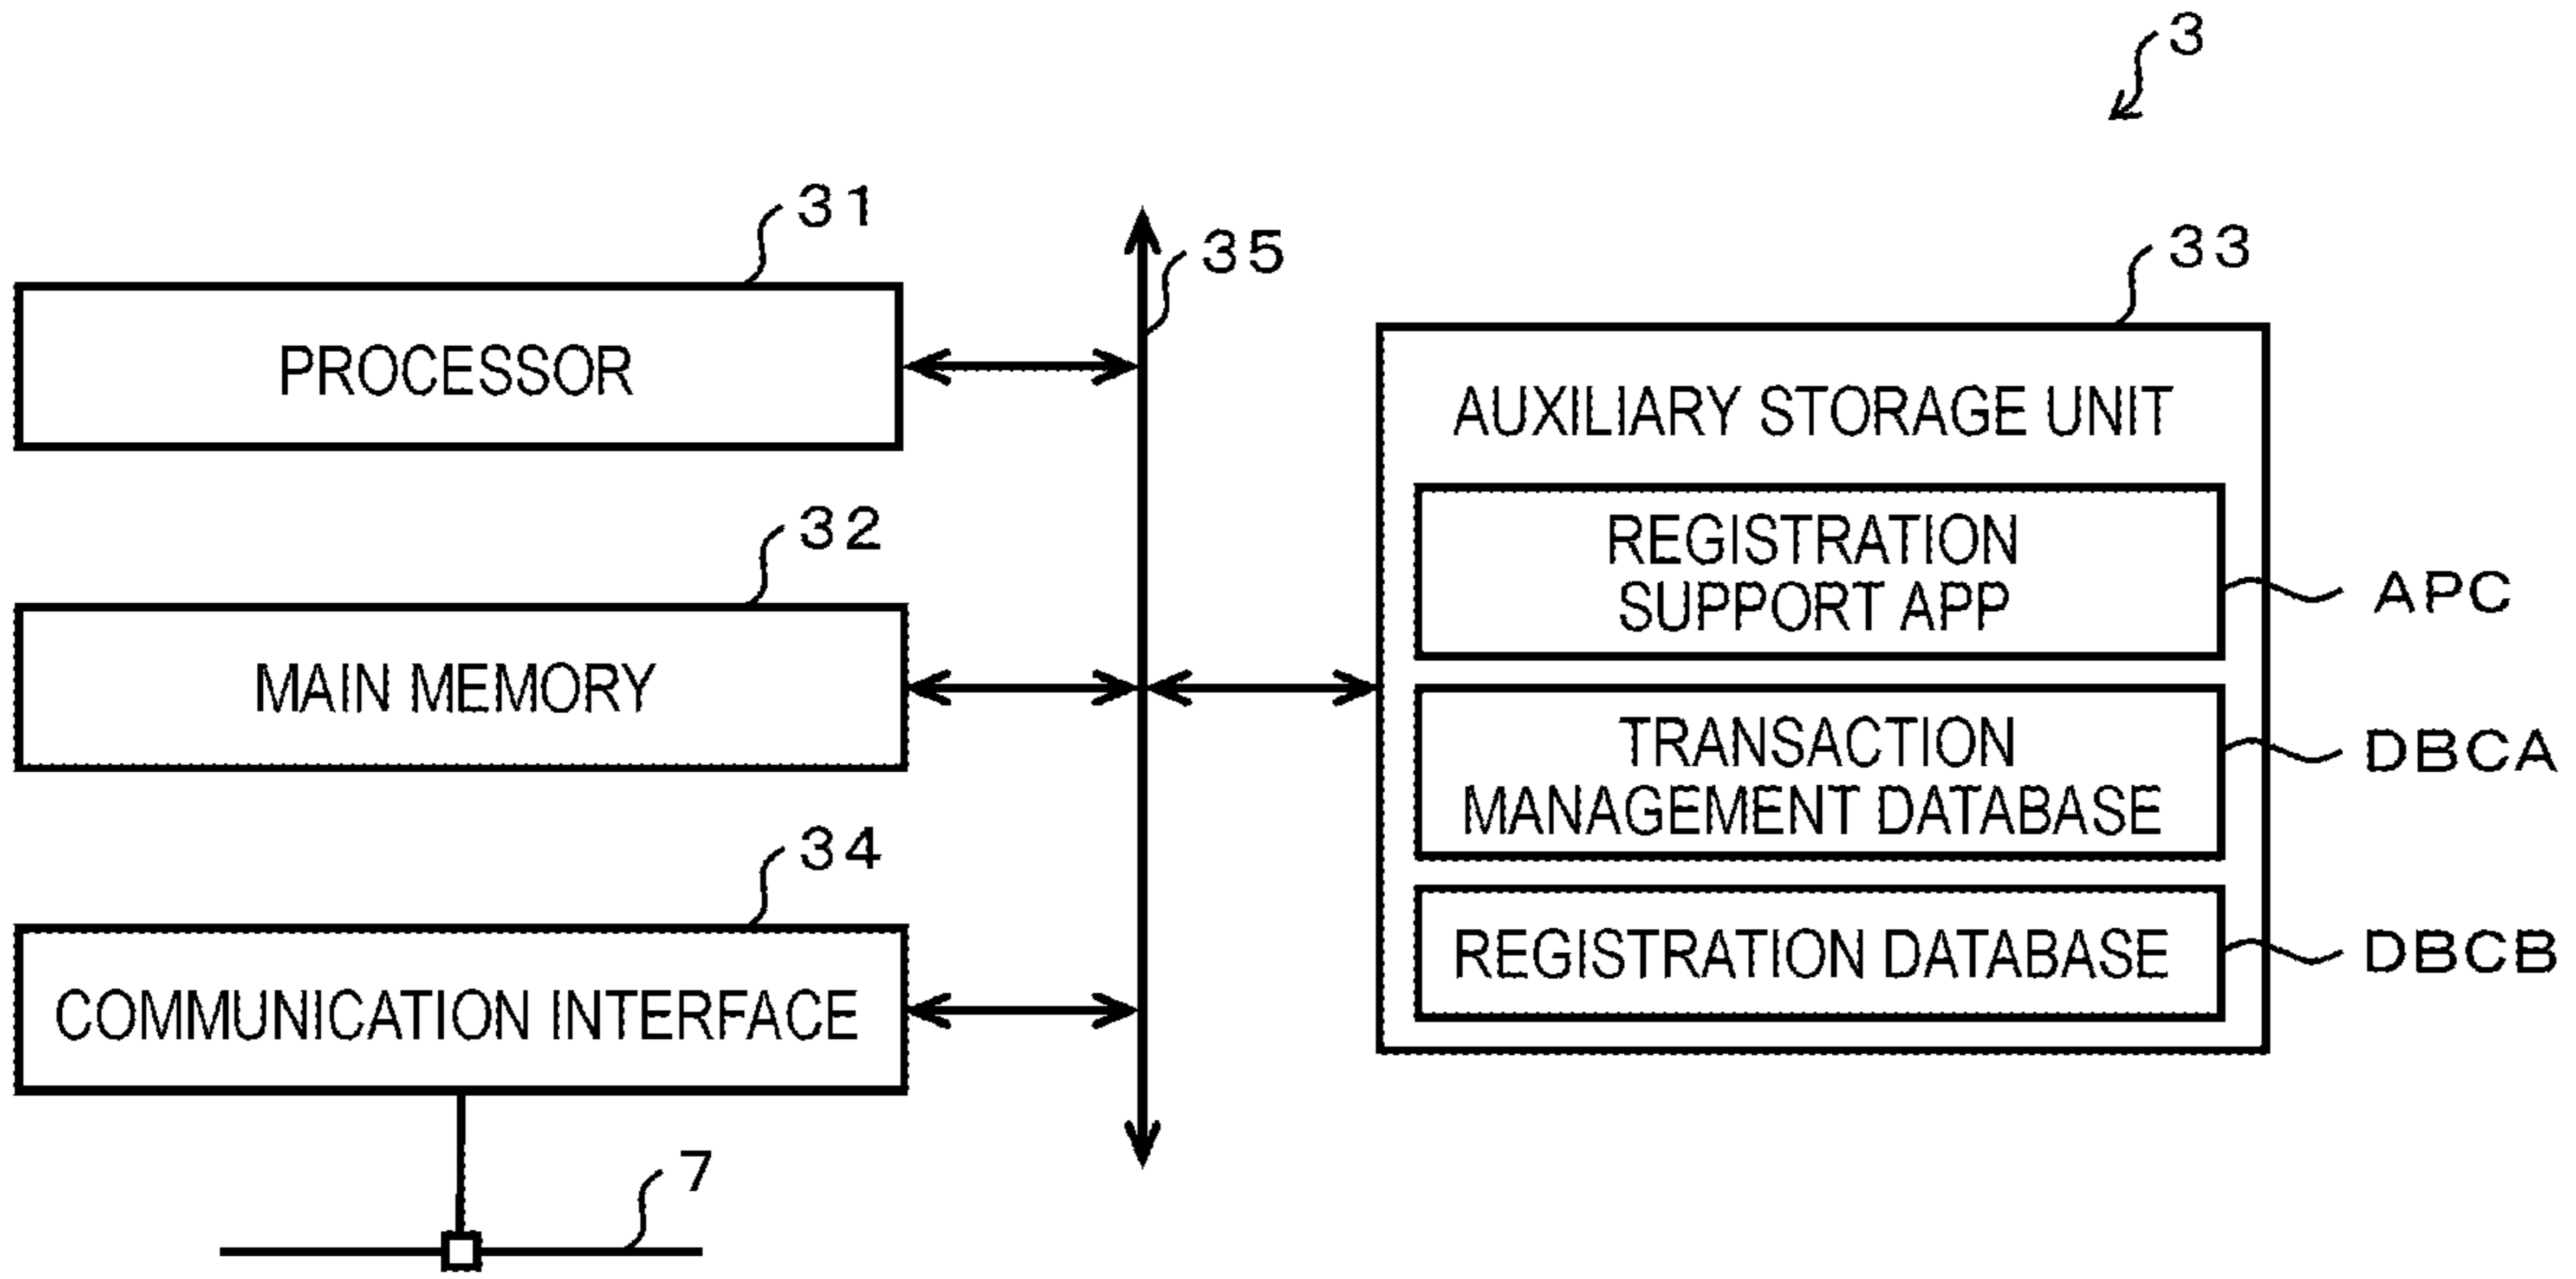 3
31
PROCESSOR
35
33
AUXILIARY STORAGE UNIT
REGISTRATION
SUPPORT APP
APC
32
MAIN MEMORY
TRANSACTION
MANAGEMENT DATABASE
DBCA
34
COMMUNICATION INTERFACE
REGISTRATION DATABASE
DBCB
7